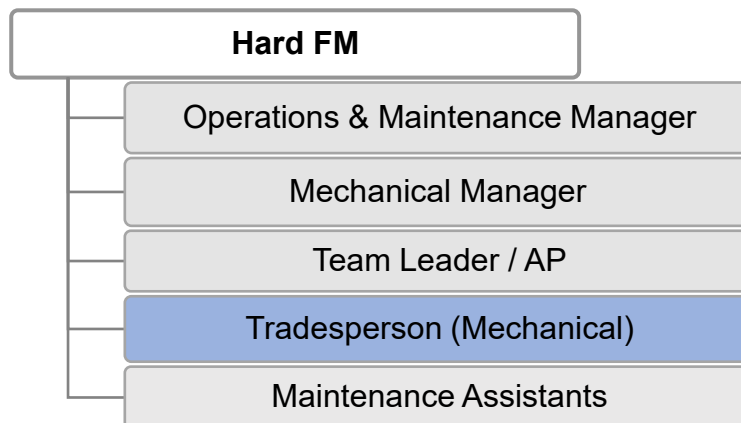 Hard FM
Operations & Maintenance Manager
Mechanical Manager
Team Leader / AP
Tradesperson (Mechanical)
Maintenance Assistants